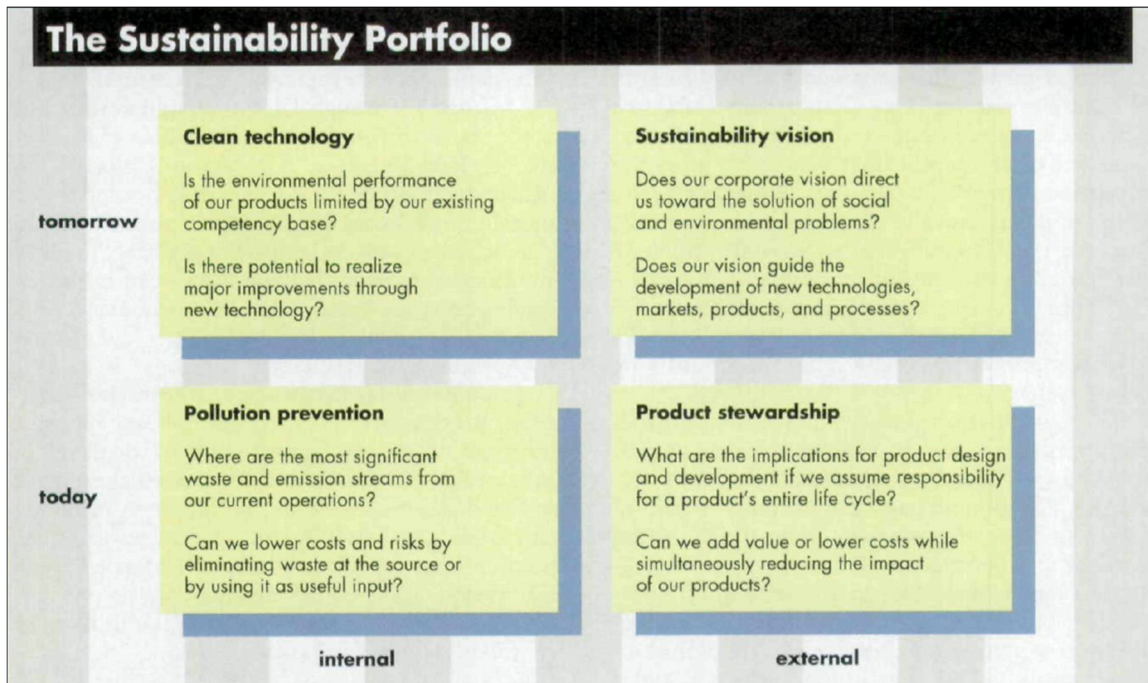 The Sustainability Portfolio
tomorrow
Clean technology
Is the environmental performance
of our products limited by our existing
competency base?
Is there potential to realize
major improvements through
new technology?
Sustainability vision
Does our corporate vision direct
us toward the solution of social
and environmental problems?
Does our vision guide the
development of new technologies,
markets, products, and processes?
today
Pollution prevention
Where are the most significant
waste and emission streams from
our current operations?
Can we lower costs and risks by
eliminating waste at the source or
by using it as useful input?
Product stewardship
What are the implications for product design
and development if we assume responsibility
for a product's entire life cycle?
Can we add value or lower costs while
simultaneously reducing the impact
of our products?
internal
external